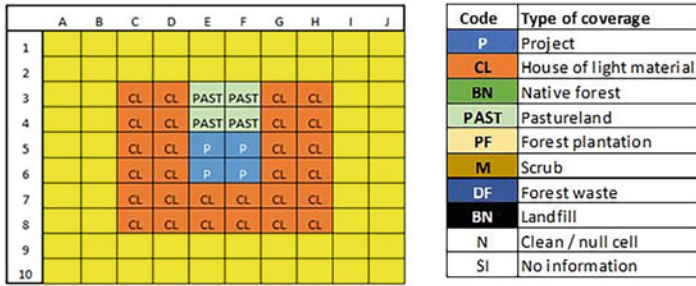 A B C D E F G H I J
1
2
3 CL CL PAST PAST CL CL
4 CL CL PAST PAST CL CL
5 CL CL P P CL CL
6 CL CL P P CL CL
7 CL CL CL CL CL CL
8 CL CL CL CL CL CL
9
10
Code Type of coverage
P Project
CL House of light material
BN Native forest
PAST Pastureland
PF Forest plantation
M Scrub
DF Forest waste
BN Landfill
N Clean / null cell
SI No information